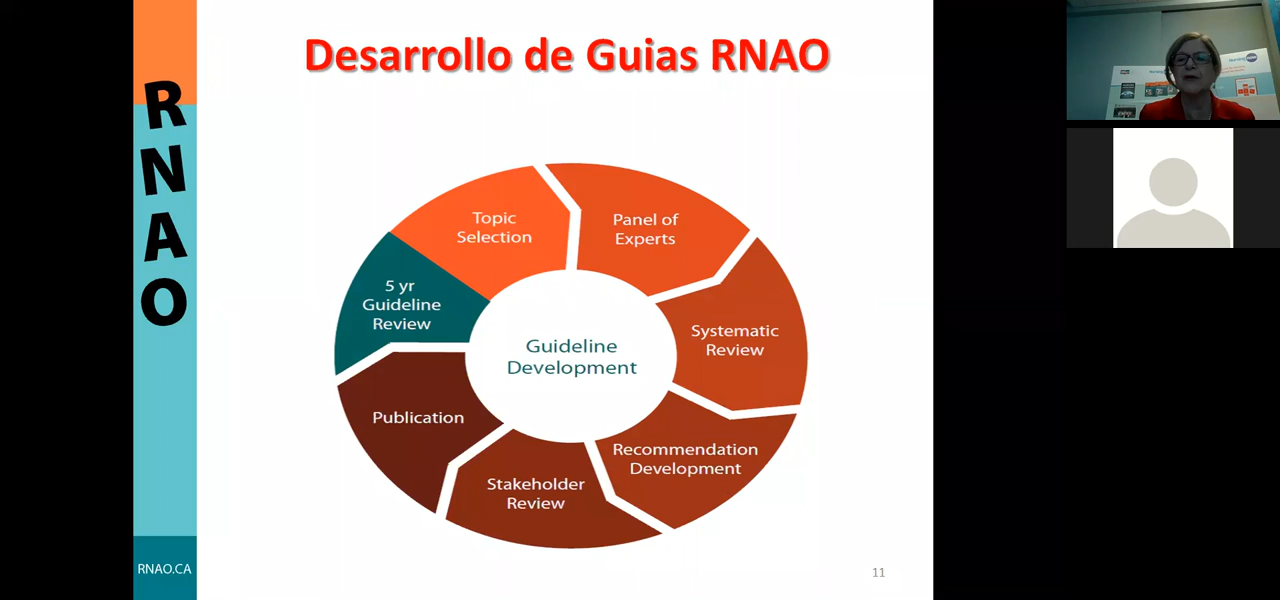 Desarrollo de Guias RNAO
RNAO
Topic
Selection
Panel of
Experts
Systematic
Review
Recommendation
Development
Stakeholder
Review
Publication
5 yr
Guideline
Review
Guideline
Development
RNAO.CA
11